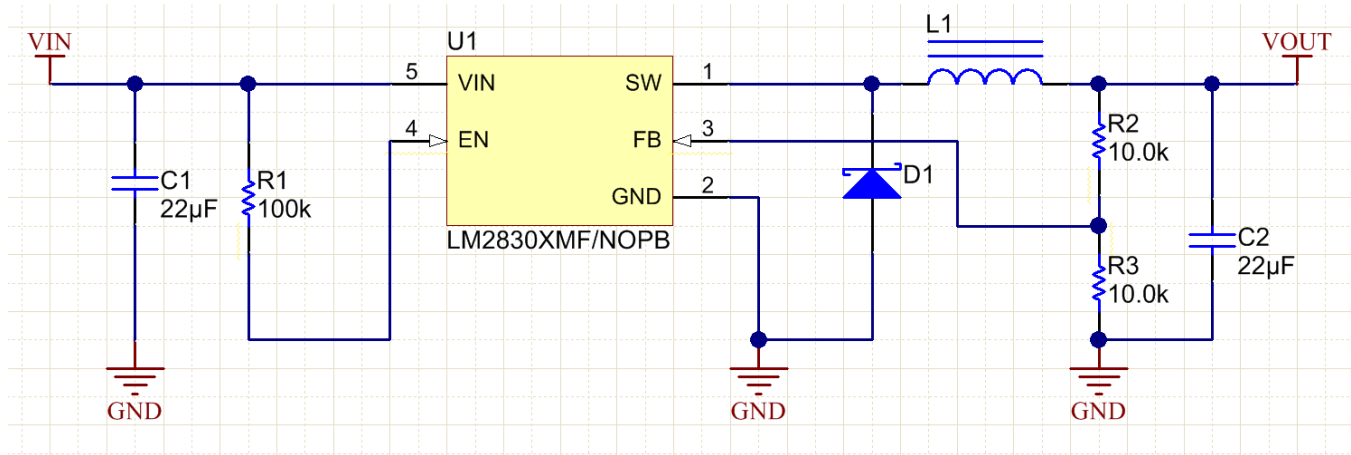 VIN
U1
L1
VOUT
5
VIN
SW
1
4
EN
FB
3
GND
2
LM2830XMF/NOPB
C1
22µF
R1
100k
D1
R2
10.0k
R3
10.0k
C2
22µF
GND
GND
GND